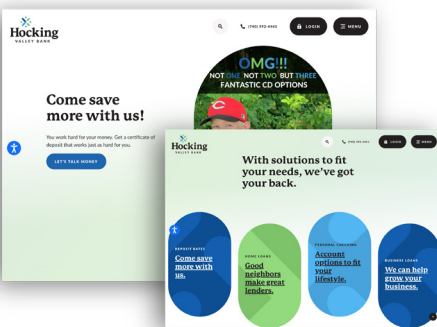 Hocking
VALLEY BANK
(740) 592-4441
LOGIN
MENU
OMG!!!
NOT ONE NOT TWO BUT THREE
FANTASTIC CD OPTIONS
Come save
more with us!
You work hard for your money. Get a certificate of
deposit that works just as hard for you.
LET'S TALK MONEY
Hocking
VALLEY BANK
LOGIN
MENU
With solutions to fit
your needs, we've got
your back.
DEPOSIT RATES
Come save
more with
us.
HOME LOANS
Good
neighbors
make great
lenders.
PERSONAL CHECKING
Account
options to fit
your
lifestyle.
BUSINESS LOANS
We can help
grow your
business.